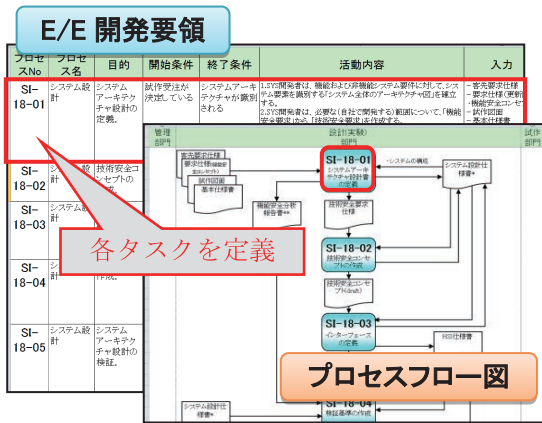 E/E 開発要領
プロセスNo
プロセス名
目的
開始条件
終了条件
活動内容
入力
SI-18-01
システム設計
システムアーキテクチャ設計の定義。
試作受注が決定している
システムアーキテクチャが識別される
1.SYS開発者は、機能および非機能システム要件に対して、システム要素を識別する「システム全体のアーキテクチャ図」を確立する。
2.SYS開発者は、必要な(自社で開発する)範囲について、「機能安全要求」から、「技術安全要求」を作成する。
-客先要求仕様
-要求仕様(更新
-機能安全コンセプ
-試作図面
-基本仕様書
SI-18-02
システム設計
技術安全コンセプトの
SI-18-03
システム設計
SI-18-04
作成。
SI-18-05
システム設計
システムアーキテクチャ設計の検証。
各タスクを定義
管理部門
設計(実験)部門
試作
部門
客先要求仕様
要求仕様(機能安全コンセプト)
試作図面
基本仕様書
SI-18-01
システムアーキテクチャ設計書の定義
・システムの構成
システム設計仕様書*
機能安全分析報告書**
技術安全要求仕様
SI-18-02
技術安全コンセプトの作成
技術安全コンセプト(draft)
SI-18-03
インターフェースの定義
HSI仕様書
プロセスフロー図
システム設計仕様書*
SI-18-04
検証基準の作成